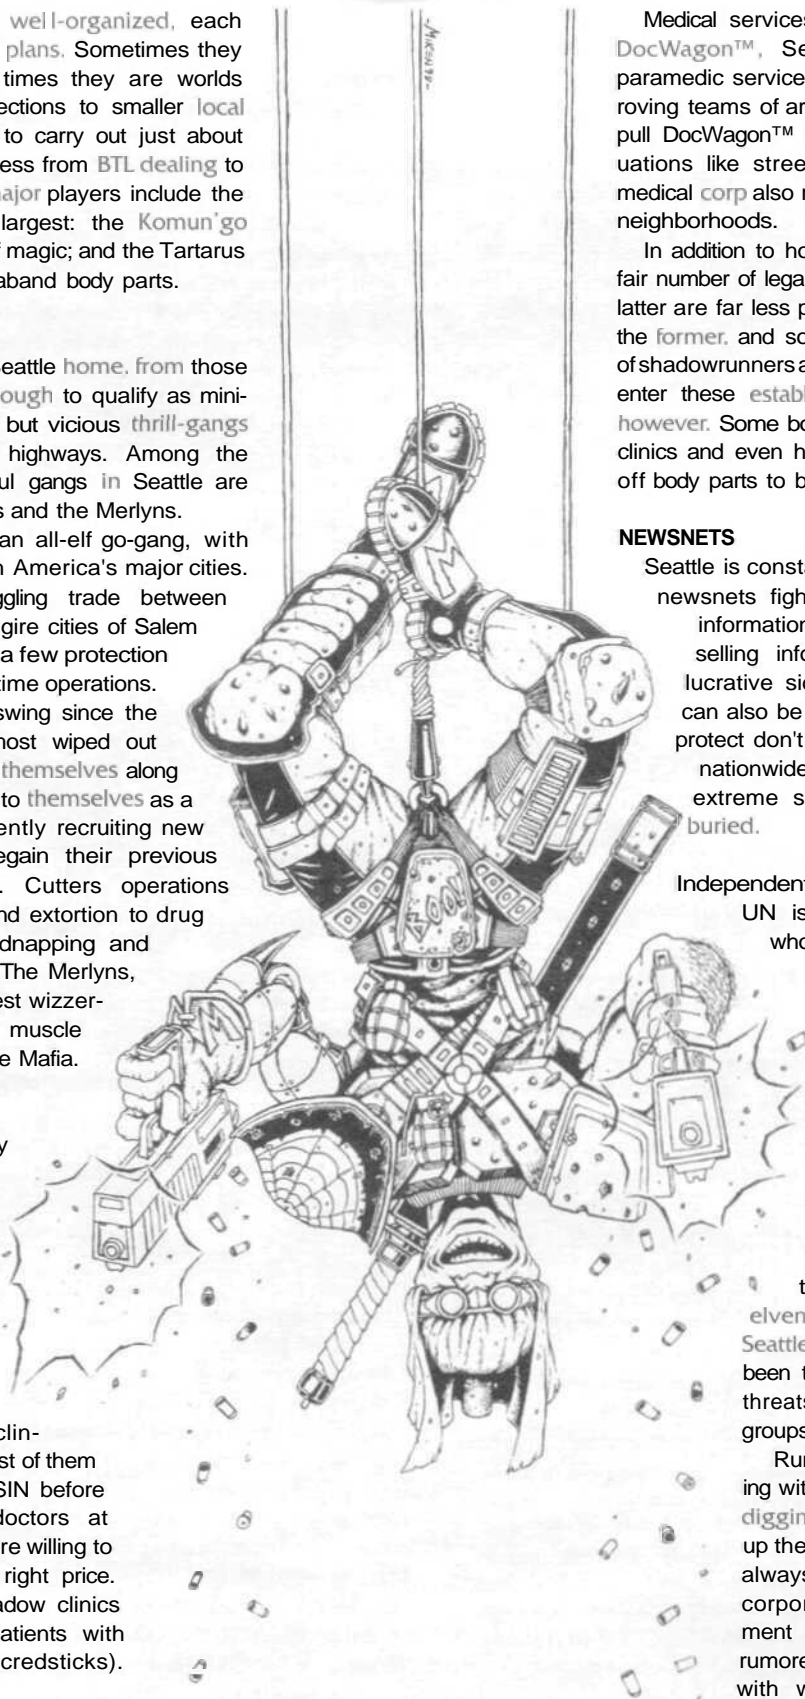 well-organized, each
plans. Sometimes they
times they are worlds
ections to smaller local
to carry out just about
ess from BTL dealing to
ajor players include the
largest: the Komun'go
f magic; and the Tartarus
aband body parts.
eattle home, from those
ough to qualify as mini-
but vicious thrill-gangs
highways. Among the
ul gangs in Seattle are
s and the Merlyns.
an all-elf go-gang, with
n America's major cities.
ggling trade between
gire cities of Salem
a few protection
time operations.
swing since the
most wiped out
themselves along
to themselves as a
ently recruiting new
egain their previous
. Cutters operations
nd extortion to drug
dnapping and
The Merlyns,
est wizzer-
muscle
e Mafia.
y
clin-
st of them
SIN before
doctors at
re willing to
right price.
adow clinics
atients with
credsticks).
BOO!
M
M
M
Medical services
DocWagon™, Se
paramedic service
roving teams of ar
pull DocWagon™
uations like stree
medical corp also r
neighborhoods.
In addition to ho
fair number of lega
latter are far less p
the former. and so
of shadowrunners a
enter these establ
however. Some bo
clinics and even h
off body parts to b
NEWSNETS
Seattle is consta
newsnets figh
information
selling info
lucrative sid
can also be
protect don't
nationwide
extreme s
buried.
Independent
UN is
who
t
elven
Seattle
been t
threats
groups
Run
ing wit
diggin
up the
always
corpor
ment
rumore
with w